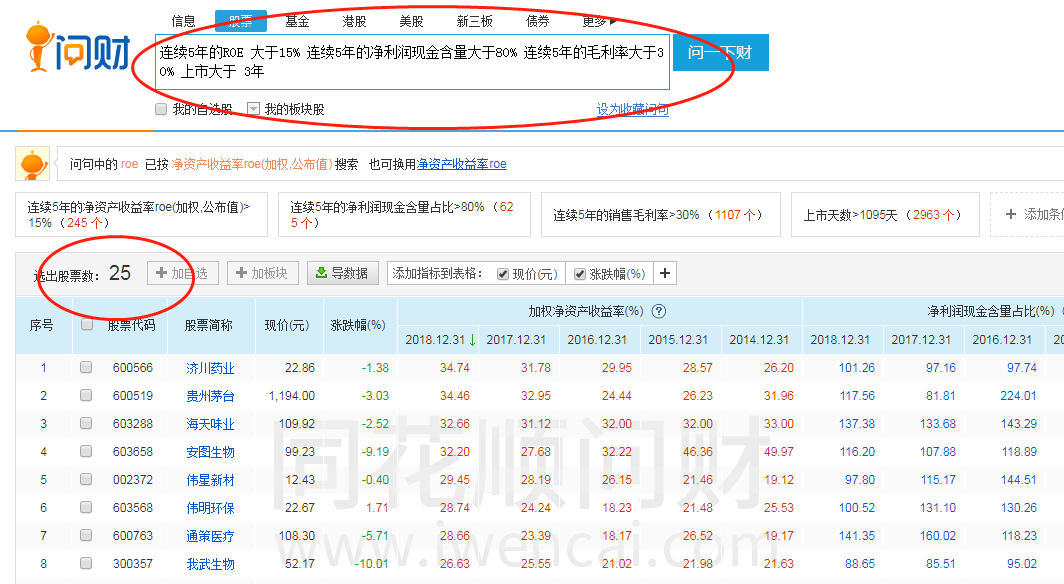 信息 股票 基金 港股 美股 新三板 债券 更多
问财
连续5年的ROE 大于15% 连续5年的净利润现金含量大于80% 连续5年的毛利率大于3
0% 上市大于 3年
问一下财
我的自选股 我的板块股 设为收藏问句
问句中的 roe 已按 净资产收益率roe(加权,公布值) 搜索 也可换用净资产收益率roe
连续5年的净资产收益率roe(加权,公布值)>
15% (245 个)
连续5年的净利润现金含量占比>80% (62
5 个)
连续5年的销售毛利率>30% (1107 个)
上市天数>1095天 (2963 个)
+ 添加条
选出股票数: 25 + 加自选 + 加板块 导数据 添加指标到表格: 现价(元) 涨跌幅(%) +
序号 股票代码 股票简称 现价(元) 涨跌幅(%) 加权净资产收益率(%) ? 净利润现金含量占比(%)
2018.12.31↓ 2017.12.31 2016.12.31 2015.12.31 2014.12.31 2018.12.31 2017.12.31 2016.12.31 20
1 600566 济川药业 22.86 -1.38 34.74 31.78 29.95 28.57 26.20 101.26 97.16 97.74
2 600519 贵州茅台 1,194.00 -3.03 34.46 32.95 24.44 26.23 31.96 117.56 81.81 224.01
3 603288 海天味业 109.92 -2.52 32.66 31.12 32.00 32.00 33.00 137.38 133.68 143.29
4 603658 安图生物 99.23 -9.19 32.20 27.68 32.22 46.36 49.97 116.20 107.88 118.89
5 002372 伟星新材 12.43 -0.40 29.45 28.19 26.15 21.46 19.12 97.80 115.17 144.51
6 603568 伟明环保 22.67 1.71 28.74 24.24 18.23 21.48 25.53 100.52 131.10 130.26
7 600763 通策医疗 108.30 -5.71 28.66 23.39 18.17 26.52 19.17 141.35 160.02 118.23
8 300357 我武生物 52.17 -10.01 26.63 25.55 21.02 21.98 21.63 88.65 85.51 95.02
同花顺问财
www.iwencai.com